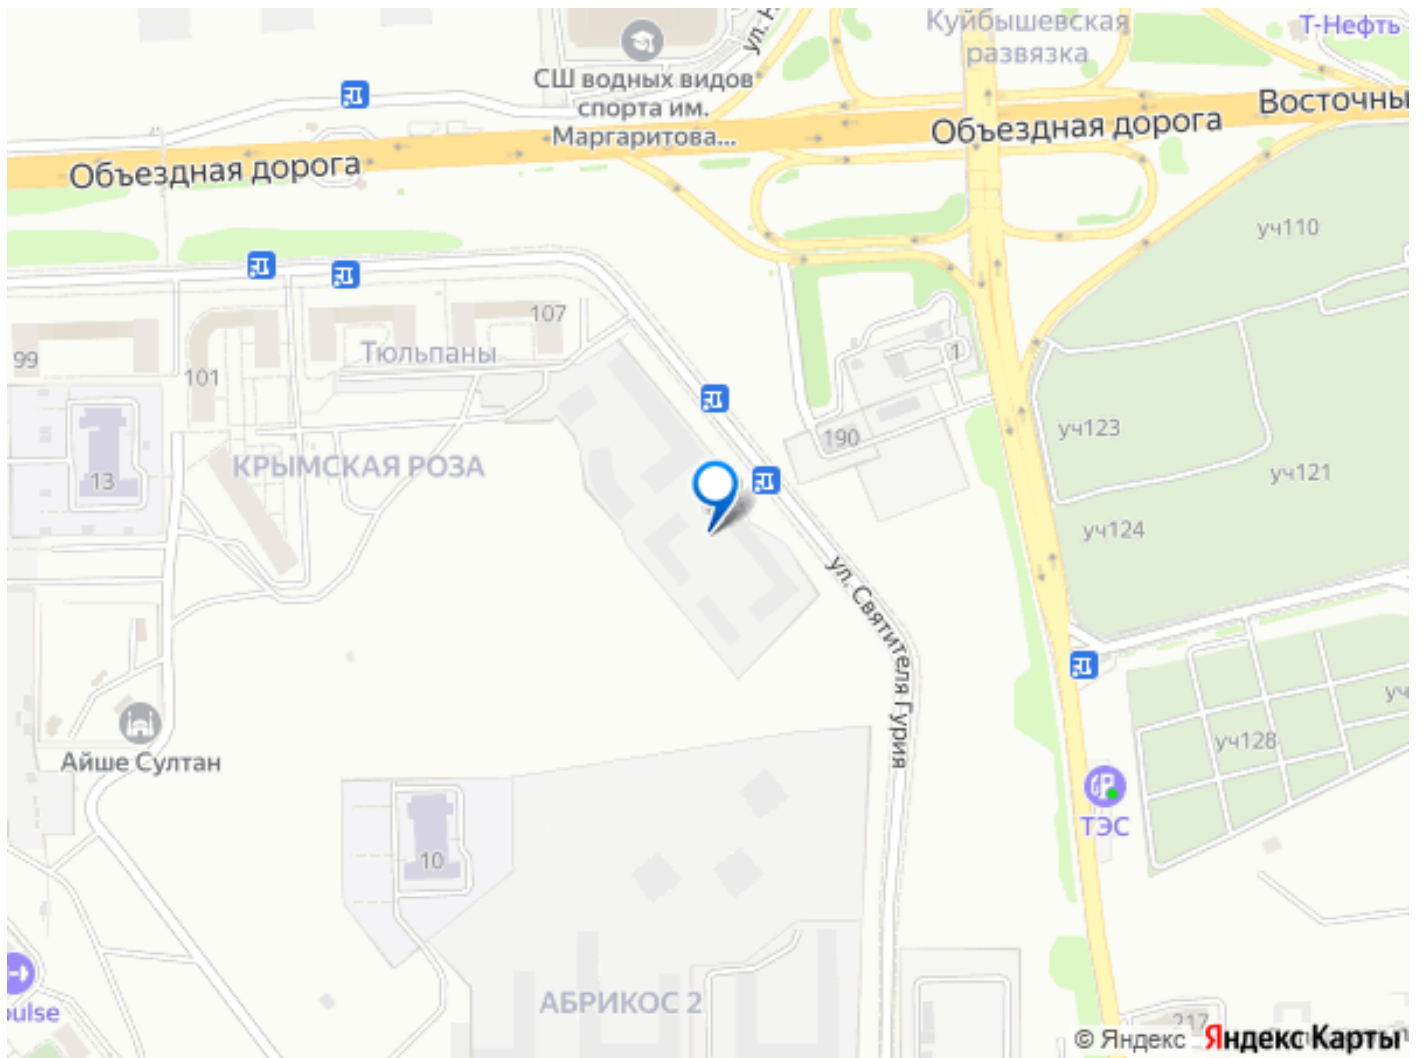 Куйбышевская
развязка
Т-Нефть
СШ водных видов
спорта им.
Маргаритова...
Восточны
Объездная дорога
Объездная дорога
уч110
107
Тюльпаны
99
101
1
190
уч123
КРЫМСКАЯ РОЗА
13
уч121
уч124
ул. Святителя Гурия
Айше Султан
уч128
ТЭС
10
АБРИКОС 2
217
© Яндекс Яндекс Карты